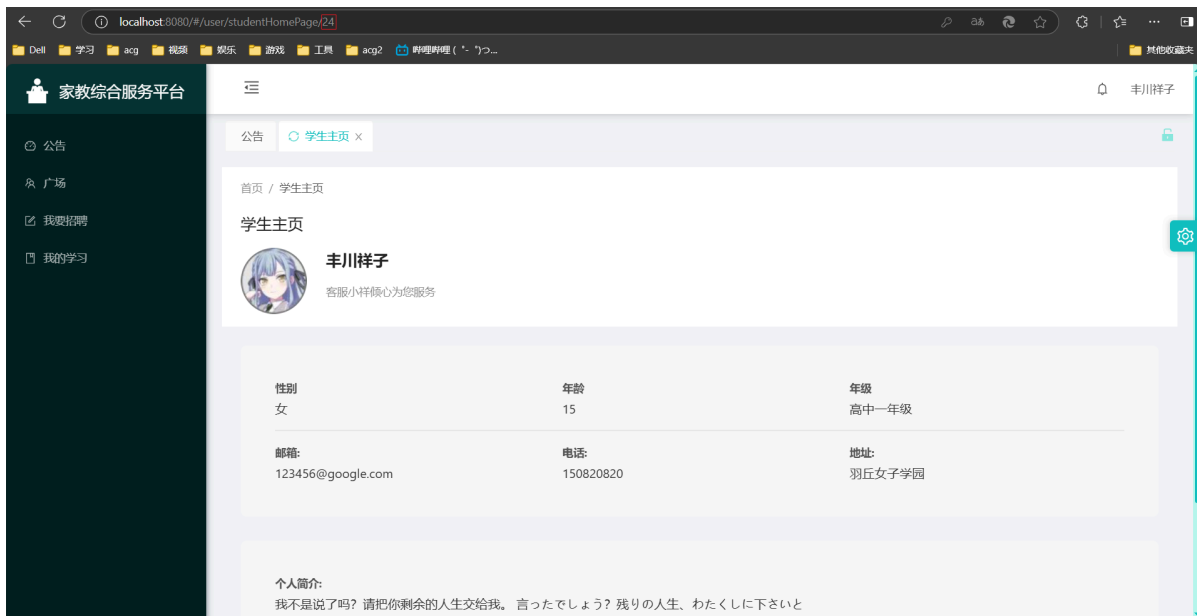 localhost:8080/#/user/studentHomePage/24
Dell 学习 acg 视频 娱乐 游戏 工具 acg2 哔哩哔哩 ( ゜- ゜)つ... 其他收藏夹
家教综合服务平台 丰川祥子
公告 学生主页 ×
公告
广场
我要招聘
我的学习
首页 / 学生主页
学生主页
丰川祥子
客服小祥倾心为您服务
性别 年龄 年级
女 15 高中一年级
邮箱: 电话: 地址:
123456@google.com 150820820 羽丘女子学园
个人简介:
我不是说了吗？请把你剩余的人生交给我。 言ったでしょう？残りの人生、わたくしに下さいと